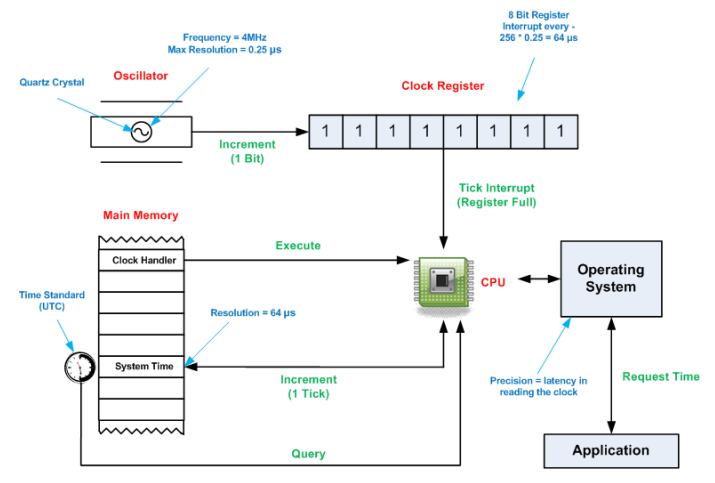 8 Bit Register
Interrupt every -
256 * 0.25 = 64 µs
Frequency = 4MHz
Max Resolution = 0.25 µs
Oscillator
Quartz Crystal
Clock Register
1 1 1 1 1 1 1 1
Increment
(1 Bit)
Tick Interrupt
(Register Full)
Main Memory
Clock Handler
Execute
CPU
Operating
System
Time Standard
(UTC)
Resolution = 64 µs
System Time
Increment
(1 Tick)
Precision = latency in
reading the clock
Request Time
Query
Application